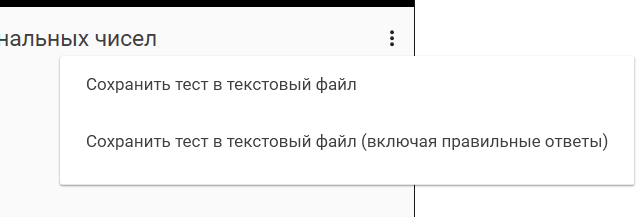 нальных чисел
Сохранить тест в текстовый файл
Сохранить тест в текстовый файл (включая правильные ответы)